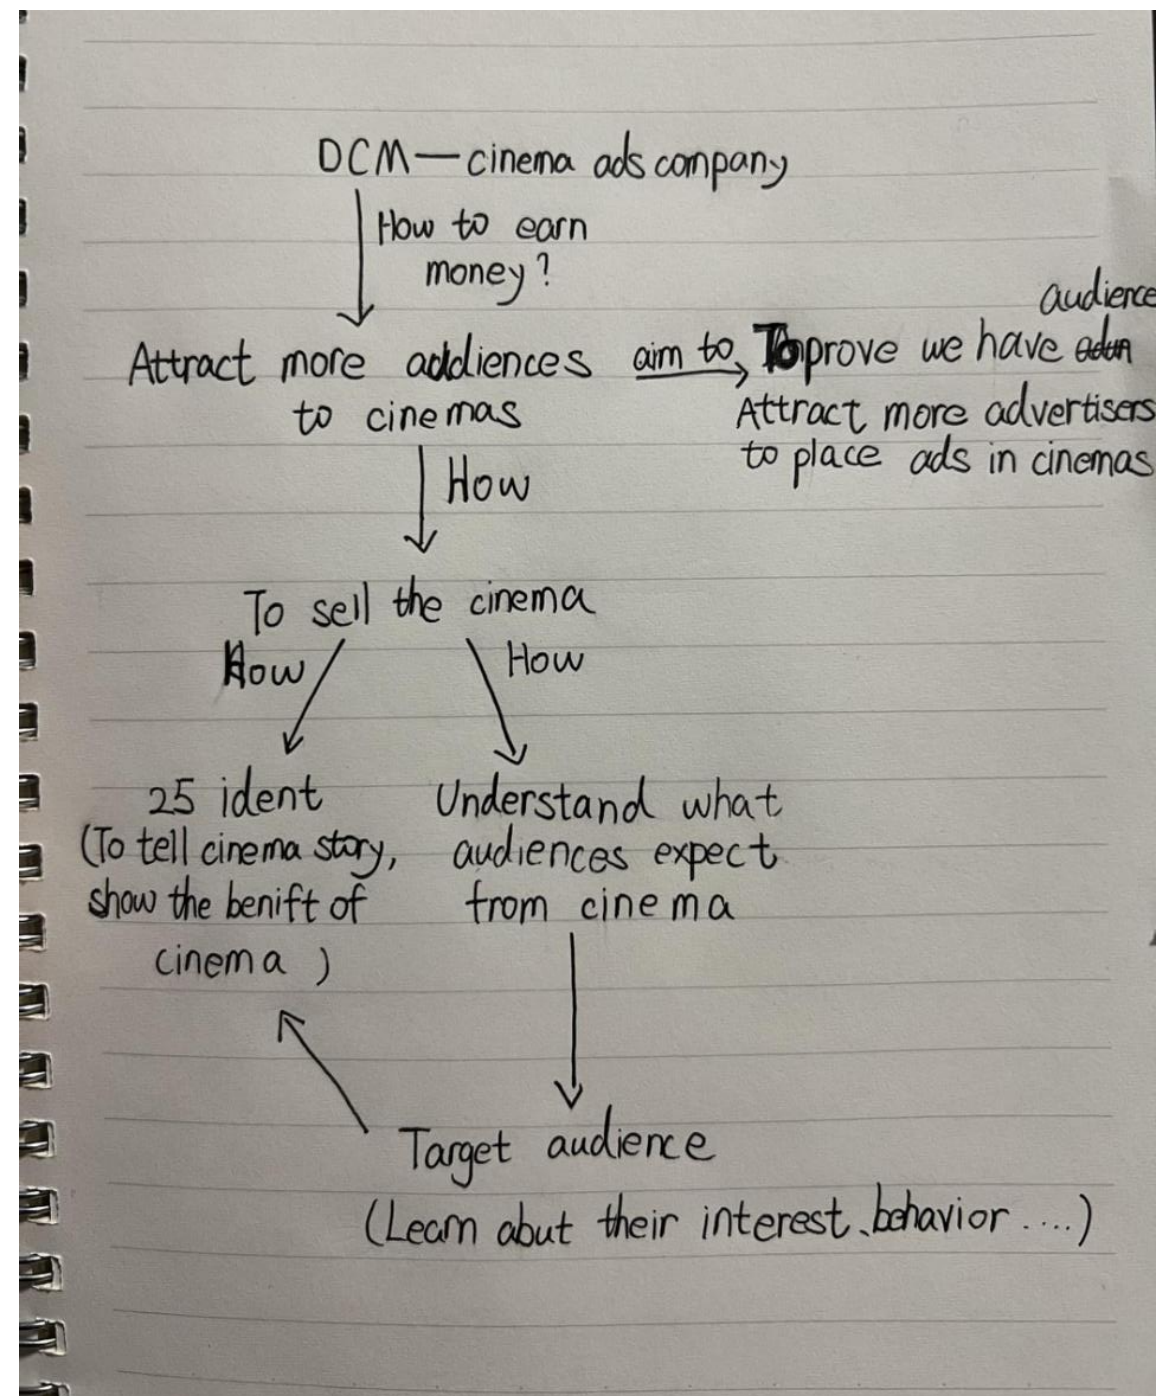 DCM — cinema ads company
How to earn
money?
audience
Attract more addiences aim to To prove we have
to cinemas
Attract more advertisers
to place ads in cinemas
How
To sell the cinema
How
How
25 ident
(To tell cinema story,
show the benift of
cinema )
Understand what
audiences expect
from cinema
Target audience
(Learn abut their interest、behavior ....)